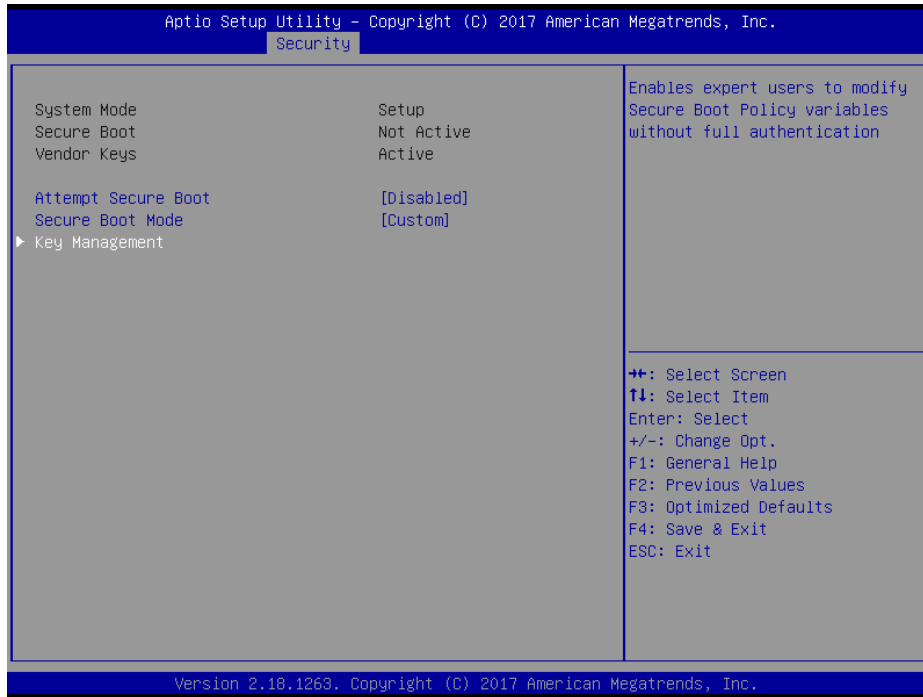 Aptio Setup Utility – Copyright (C) 2017 American Megatrends, Inc.
Security
System Mode Setup
Secure Boot Not Active
Vendor Keys Active
Attempt Secure Boot [Disabled]
Secure Boot Mode [Custom]
▶ Key Management
Enables expert users to modify
Secure Boot Policy variables
without full authentication
→←: Select Screen
↑↓: Select Item
Enter: Select
+/-: Change Opt.
F1: General Help
F2: Previous Values
F3: Optimized Defaults
F4: Save & Exit
ESC: Exit
Version 2.18.1263. Copyright (C) 2017 American Megatrends, Inc.